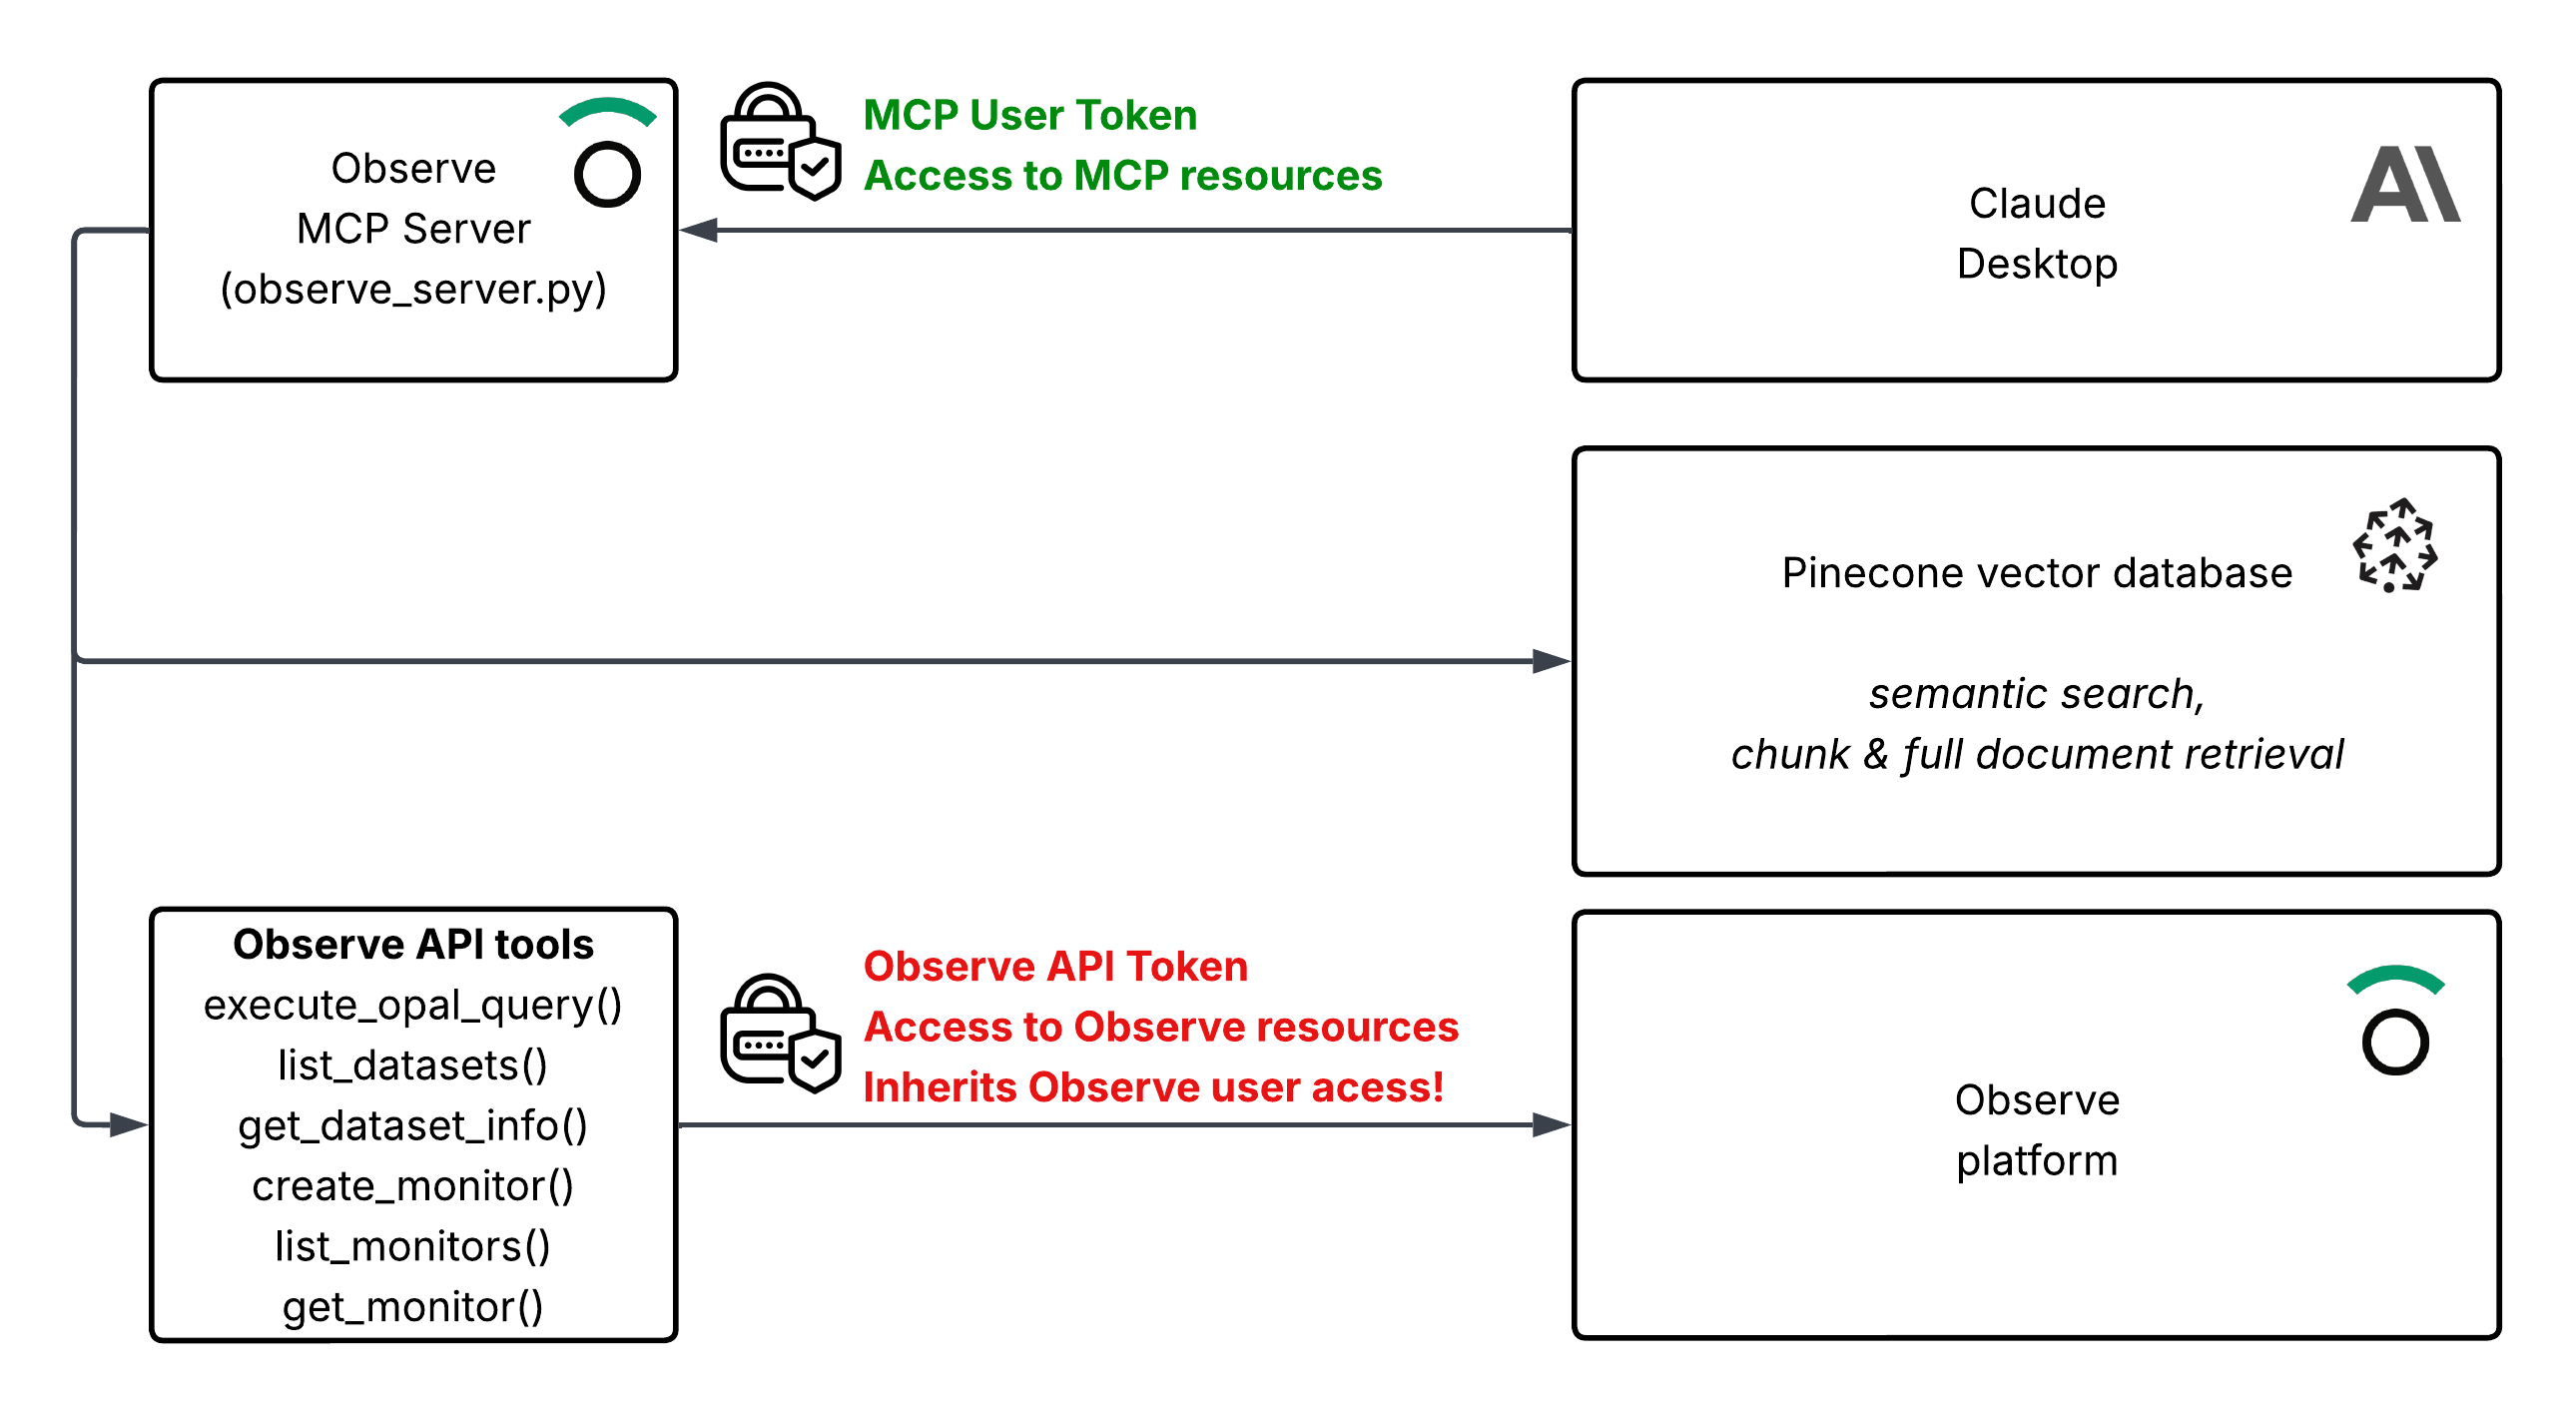 Observe
MCP Server
(observe_server.py)
MCP User Token
Access to MCP resources
Claude
Desktop
Pinecone vector database
semantic search,
chunk & full document retrieval
Observe API tools
execute_opal_query()
list_datasets()
get_dataset_info()
create_monitor()
list_monitors()
get_monitor()
Observe API Token
Access to Observe resources
Inherits Observe user acess!
Observe
platform